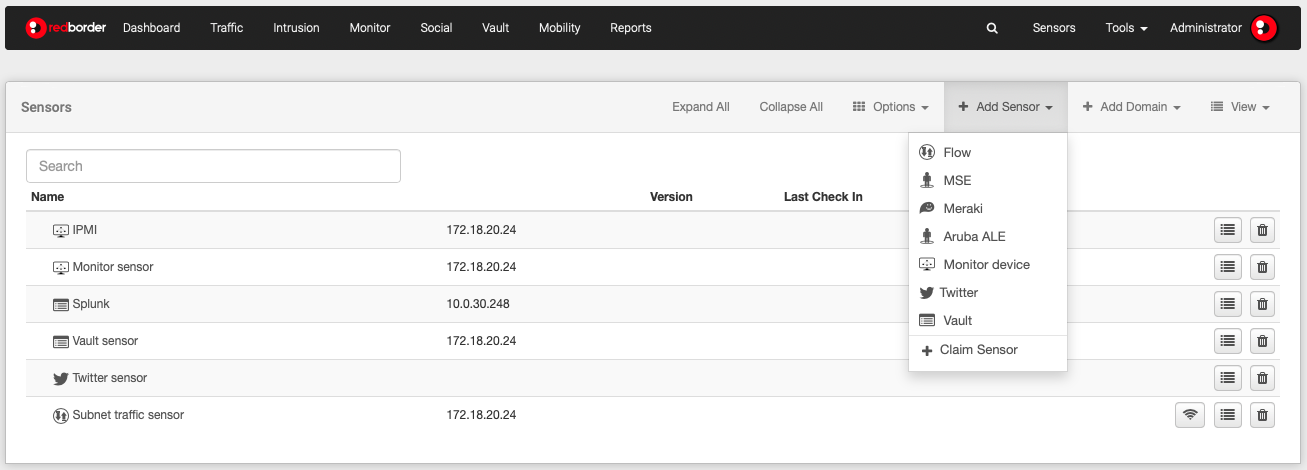 redborder Dashboard Traffic Intrusion Monitor Social Vault Mobility Reports Sensors Tools Administrator
Sensors Expand All Collapse All Options + Add Sensor + Add Domain View
Search
Name Version Last Check In
IPMI 172.18.20.24
Monitor sensor 172.18.20.24
Splunk 10.0.30.248
Vault sensor 172.18.20.24
Twitter sensor
Subnet traffic sensor 172.18.20.24
Flow
MSE
Meraki
Aruba ALE
Monitor device
Twitter
Vault
+ Claim Sensor